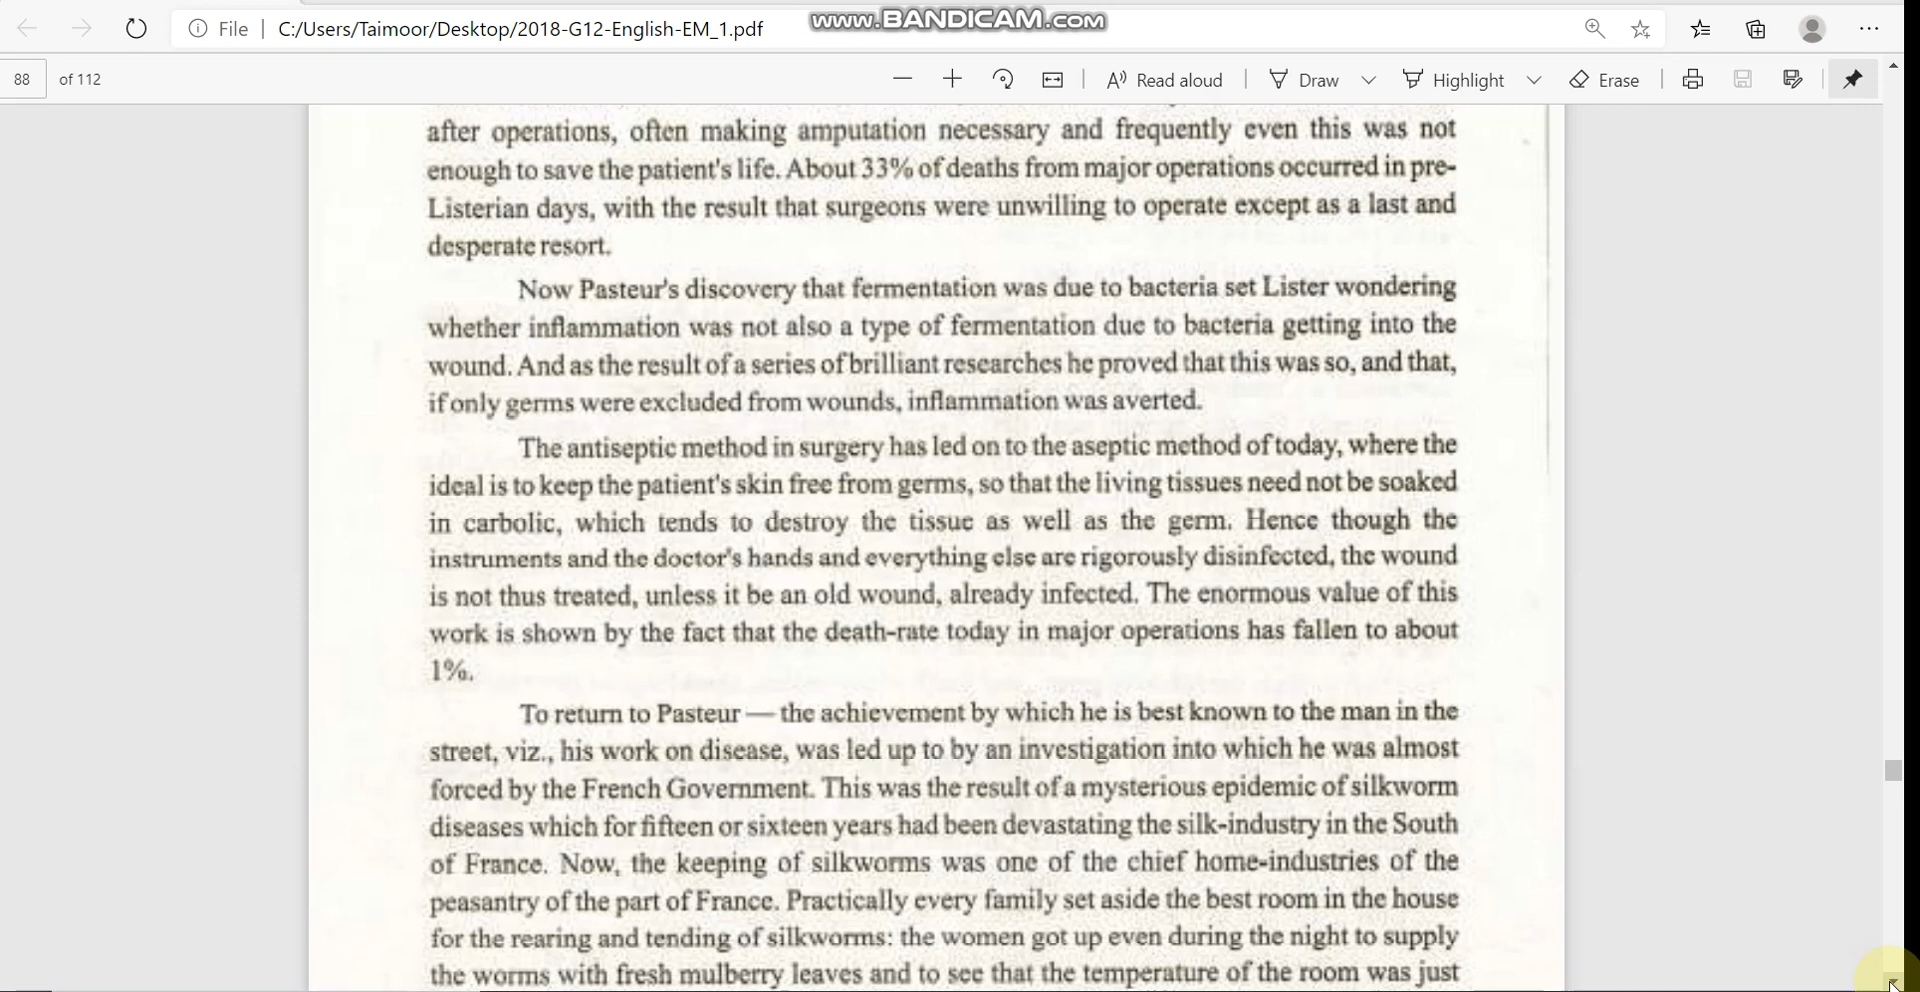 www.BANDICAM.com
File
C:/Users/Taimoor/Desktop/2018-G12-English-EM_1.pdf
88 of 112
Read aloud
Draw
Highlight
Erase
after operations, often making amputation necessary and frequently even this was not
enough to save the patient's life. About 33% of deaths from major operations occurred in pre-
Listerian days, with the result that surgeons were unwilling to operate except as a last and
desperate resort.
Now Pasteur's discovery that fermentation was due to bacteria set Lister wondering
whether inflammation was not also a type of fermentation due to bacteria getting into the
wound. And as the result of a series of brilliant researches he proved that this was so, and that,
if only germs were excluded from wounds, inflammation was averted.
The antiseptic method in surgery has led on to the aseptic method of today, where the
ideal is to keep the patient's skin free from germs, so that the living tissues need not be soaked
in carbolic, which tends to destroy the tissue as well as the germ. Hence though the
instruments and the doctor's hands and everything else are rigorously disinfected, the wound
is not thus treated, unless it be an old wound, already infected. The enormous value of this
work is shown by the fact that the death-rate today in major operations has fallen to about
1%.
To return to Pasteur — the achievement by which he is best known to the man in the
street, viz., his work on disease, was led up to by an investigation into which he was almost
forced by the French Government. This was the result of a mysterious epidemic of silkworm
diseases which for fifteen or sixteen years had been devastating the silk-industry in the South
of France. Now, the keeping of silkworms was one of the chief home-industries of the
peasantry of the part of France. Practically every family set aside the best room in the house
for the rearing and tending of silkworms: the women got up even during the night to supply
the worms with fresh mulberry leaves and to see that the temperature of the room was just